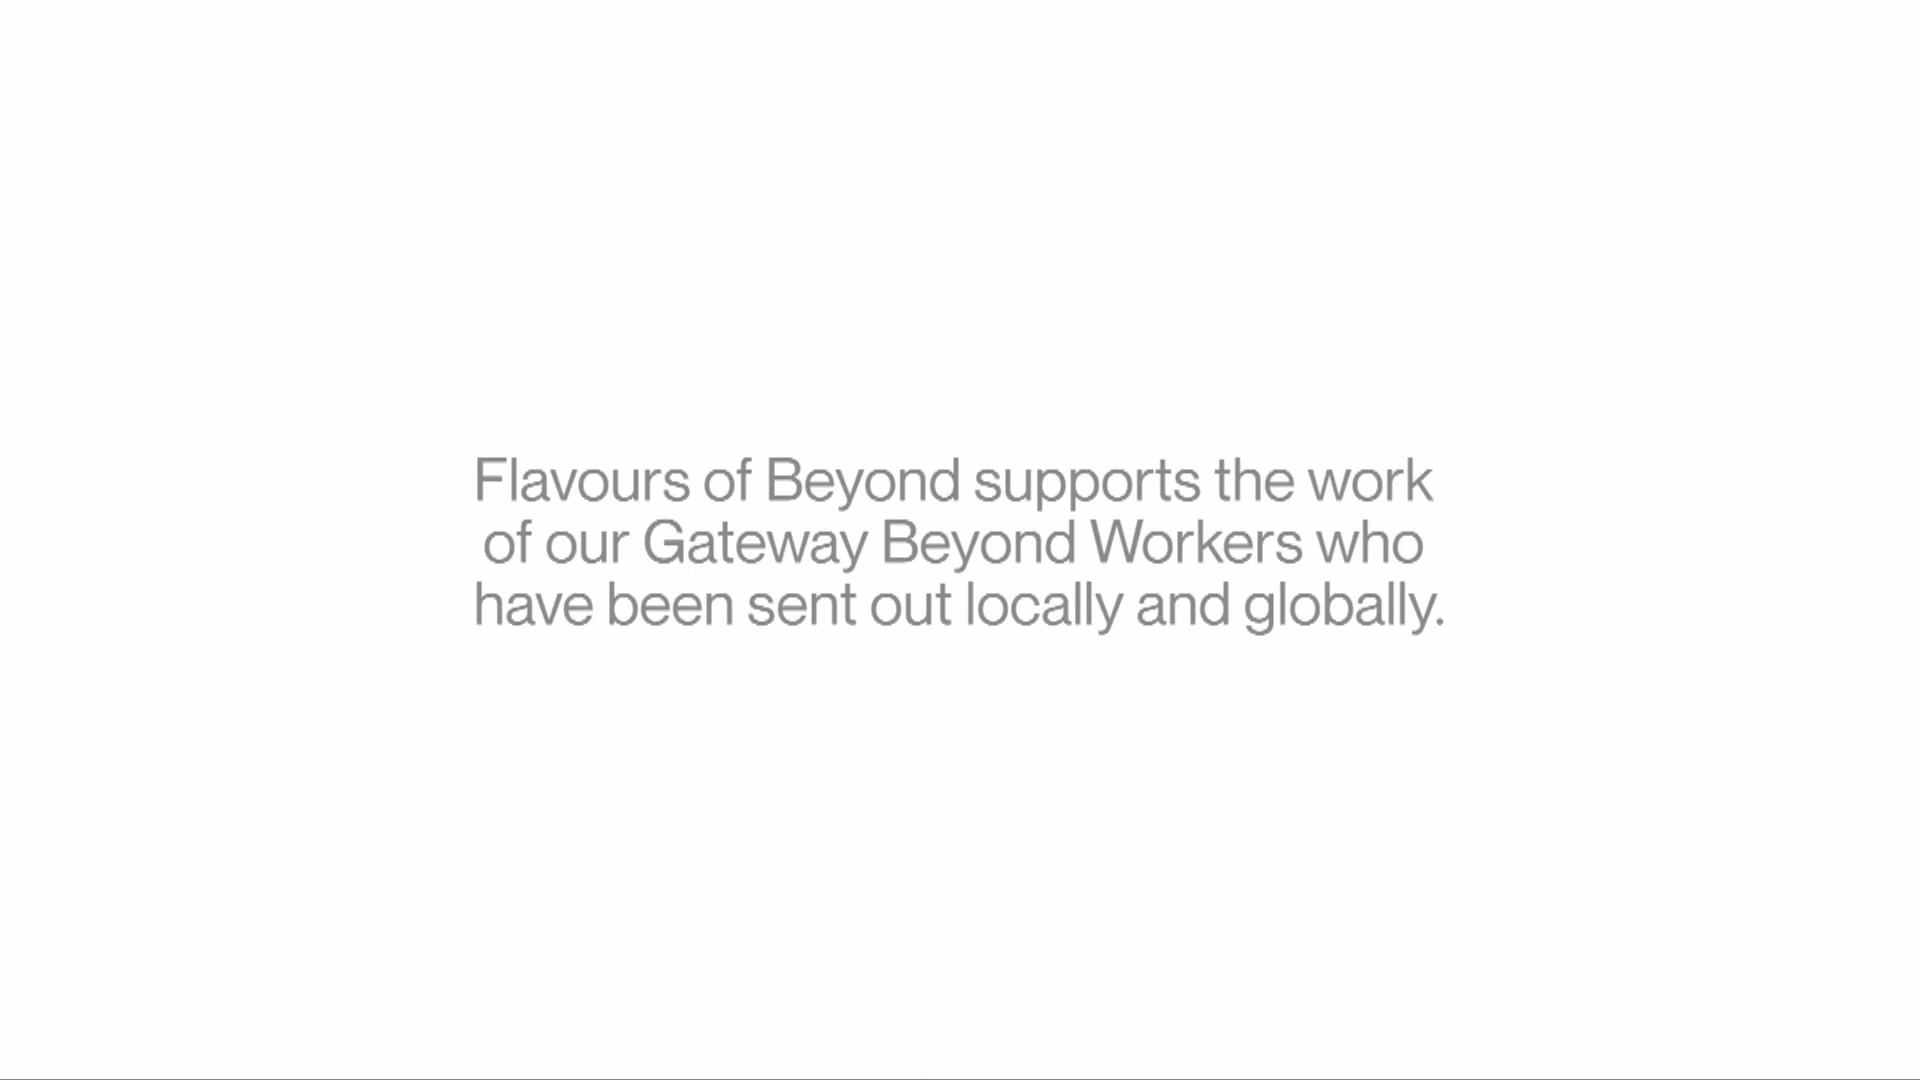 Flavours of Beyond supports the work
of our Gateway Beyond Workers who
have been sent out locally and globally.